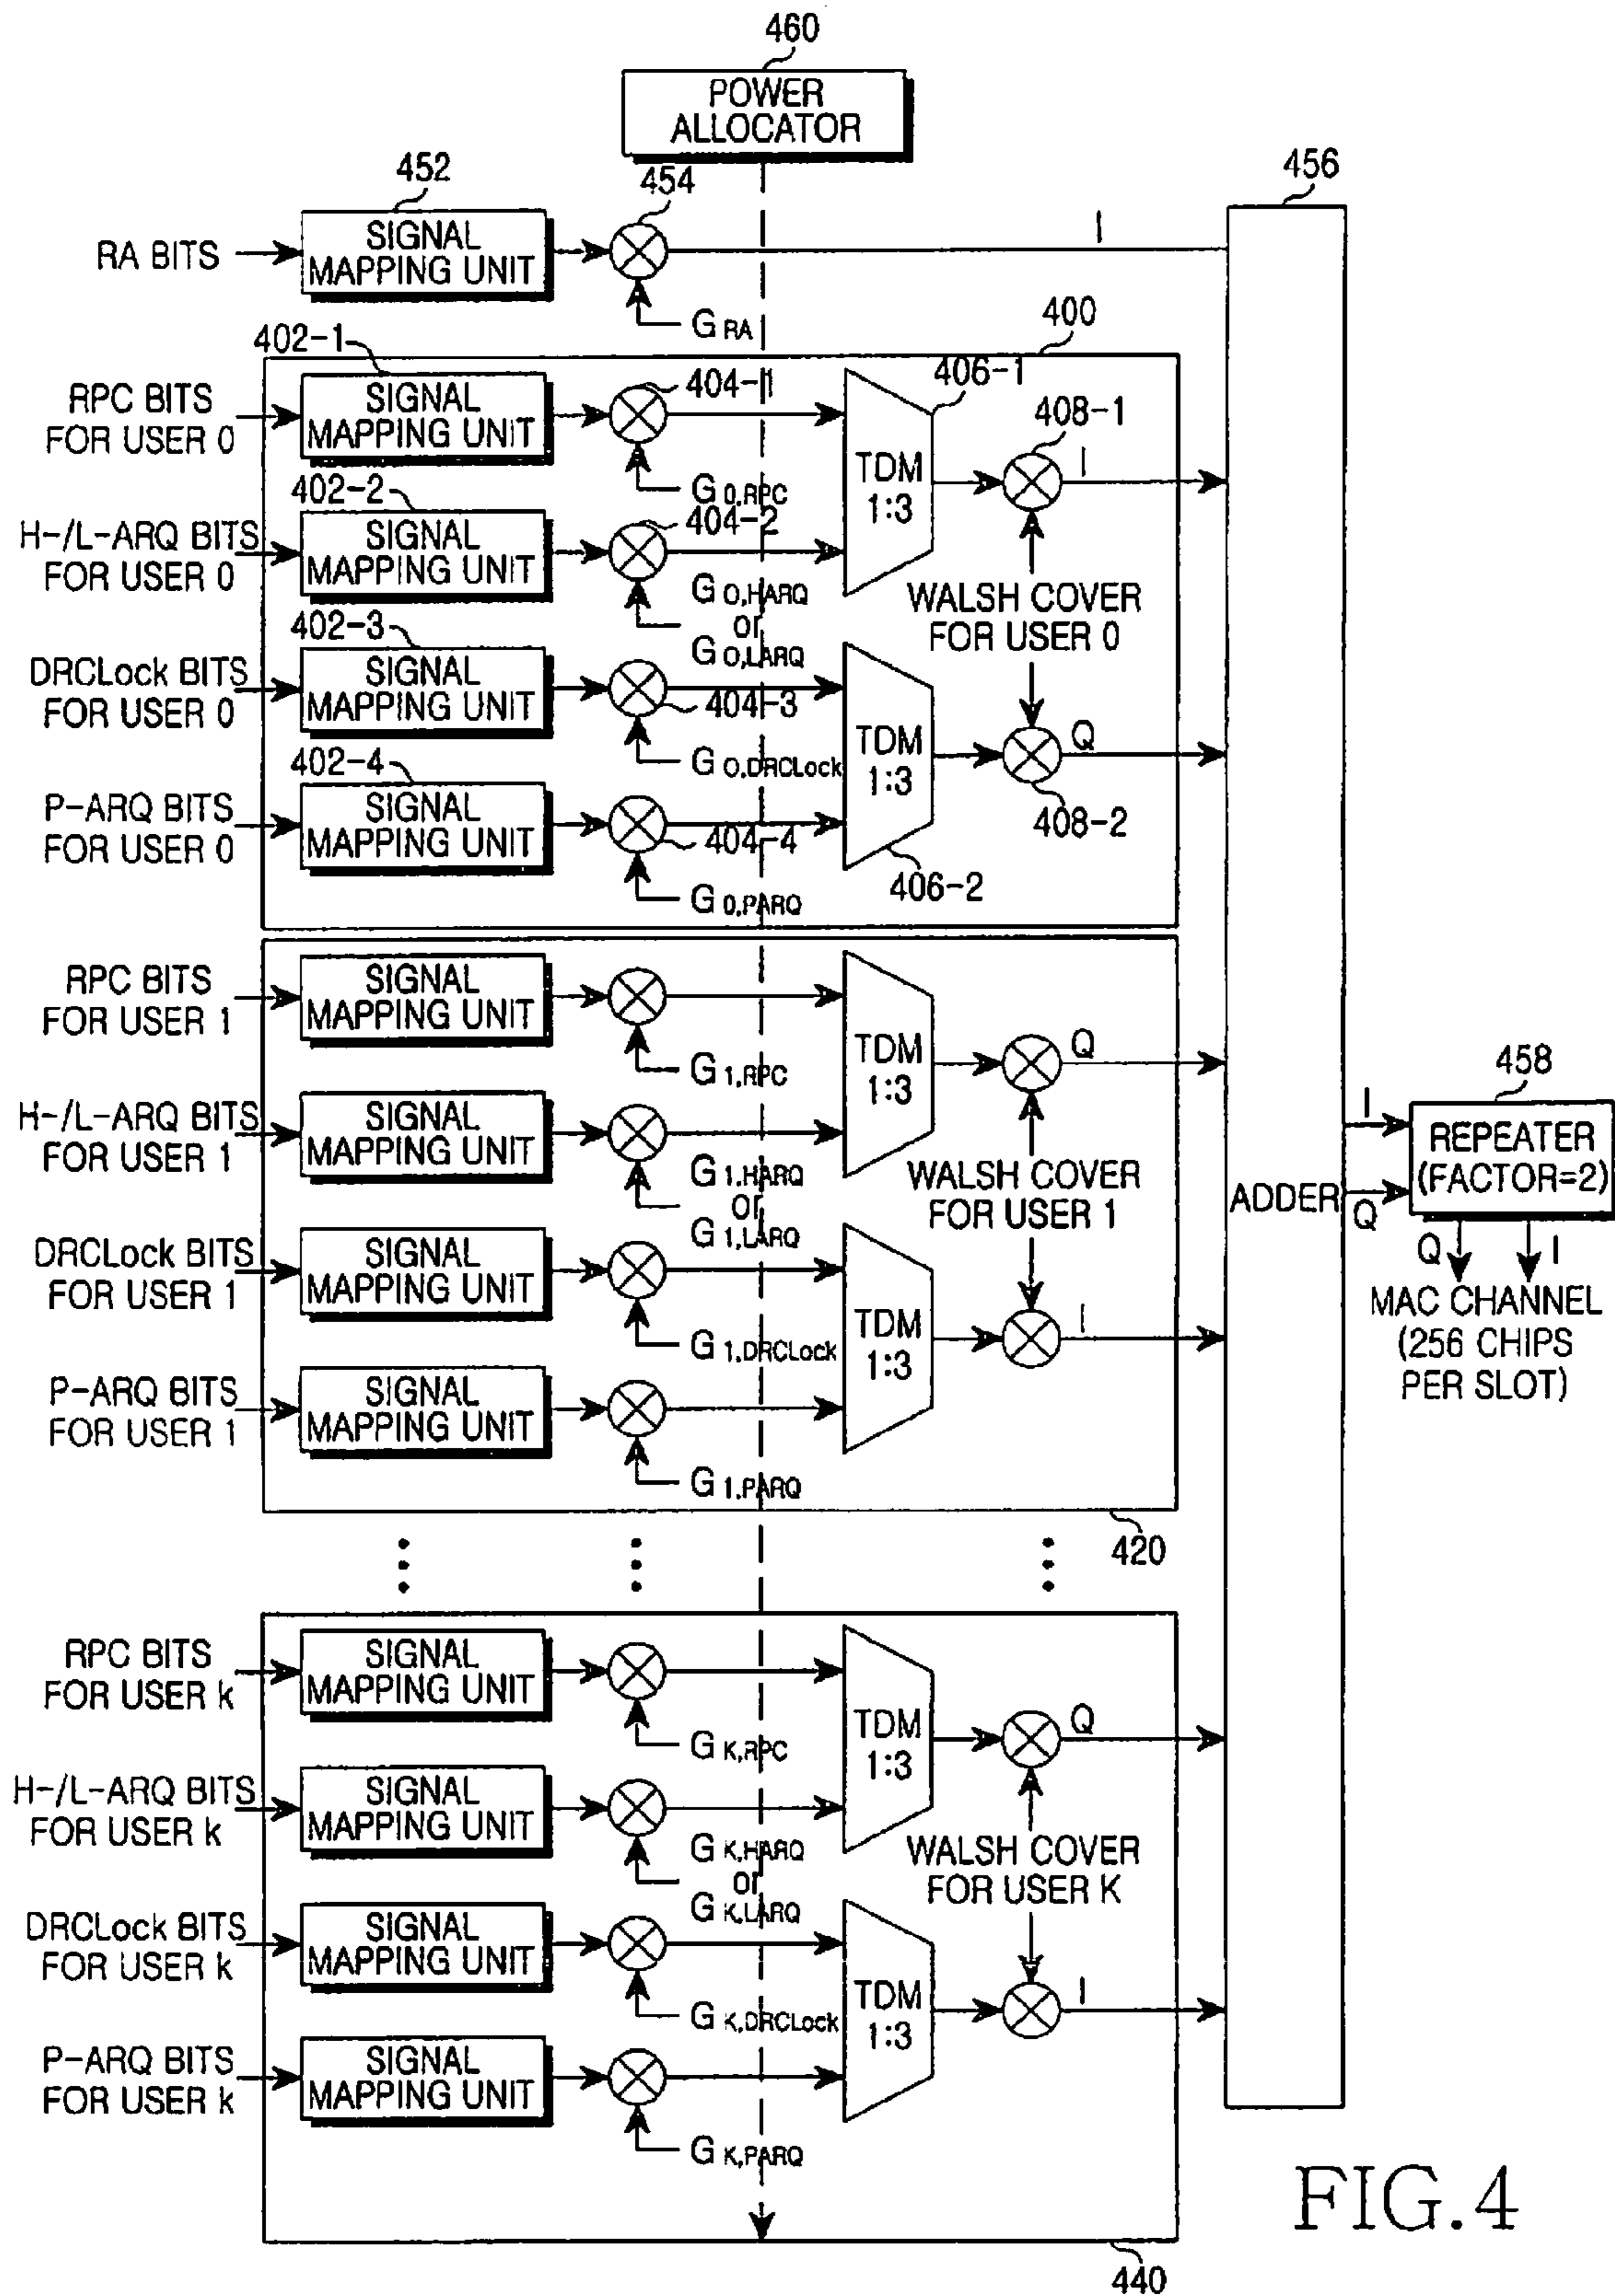 460
POWER
ALLOCATOR
452
454
456
RA BITS
SIGNAL
MAPPING UNIT
I
G RA
400
402-1
RPC BITS
FOR USER 0
SIGNAL
MAPPING UNIT
404-1
G 0,RPC
406-1
TDM
1:3
408-1
I
402-2
H-/L-ARQ BITS
FOR USER 0
SIGNAL
MAPPING UNIT
404-2
G 0,HARQ
or
G 0,LARQ
WALSH COVER
FOR USER 0
402-3
DRCLock BITS
FOR USER 0
SIGNAL
MAPPING UNIT
404-3
G 0,DRCLock
TDM
1:3
Q
408-2
402-4
P-ARQ BITS
FOR USER 0
SIGNAL
MAPPING UNIT
404-4
406-2
G 0,PARQ
RPC BITS
FOR USER 1
SIGNAL
MAPPING UNIT
G 1,RPC
TDM
1:3
Q
H-/L-ARQ BITS
FOR USER 1
SIGNAL
MAPPING UNIT
G 1,HARQ
or
G 1,LARQ
WALSH COVER
FOR USER 1
DRCLock BITS
FOR USER 1
SIGNAL
MAPPING UNIT
G 1,DRCLock
TDM
1:3
I
P-ARQ BITS
FOR USER 1
SIGNAL
MAPPING UNIT
G 1,PARQ
420
ADDER
I
Q
458
REPEATER
(FACTOR=2)
Q
I
MAC CHANNEL
(256 CHIPS
PER SLOT)
RPC BITS
FOR USER k
SIGNAL
MAPPING UNIT
G K,RPC
TDM
1:3
Q
H-/L-ARQ BITS
FOR USER k
SIGNAL
MAPPING UNIT
G K,HARQ
or
G K,LARQ
WALSH COVER
FOR USER K
DRCLock BITS
FOR USER k
SIGNAL
MAPPING UNIT
G K,DRCLock
TDM
1:3
I
P-ARQ BITS
FOR USER k
SIGNAL
MAPPING UNIT
G K,PARQ
440
FIG.4